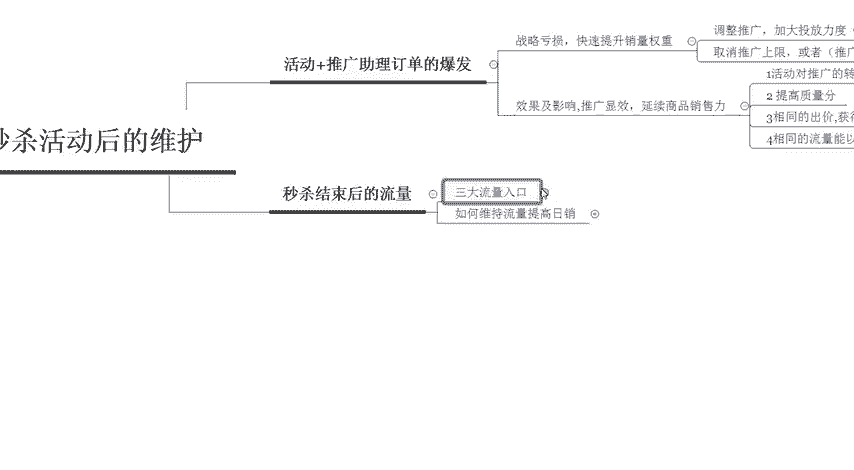 秒杀活动后的维护
活动+推广助理订单的爆发
战略亏损，快速提升销量权重
调整推广，加大投放力度
取消推广上限，或者（推广
效果及影响,推广显效，延续商品销售力
1活动对推广的转
2 提高质量分
3相同的出价,获得
4相同的流量能以
秒杀结束后的流量
三大流量入口
如何维持流量提高日销